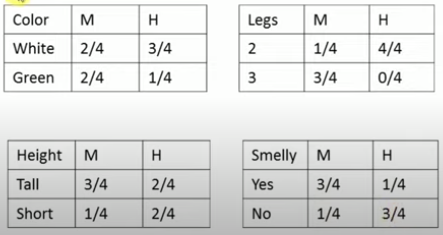 Color M H
White 2/4 3/4
Green 2/4 1/4
Legs M H
2 1/4 4/4
3 3/4 0/4
Height M H
Tall 3/4 2/4
Short 1/4 2/4
Smelly M H
Yes 3/4 1/4
No 1/4 3/4